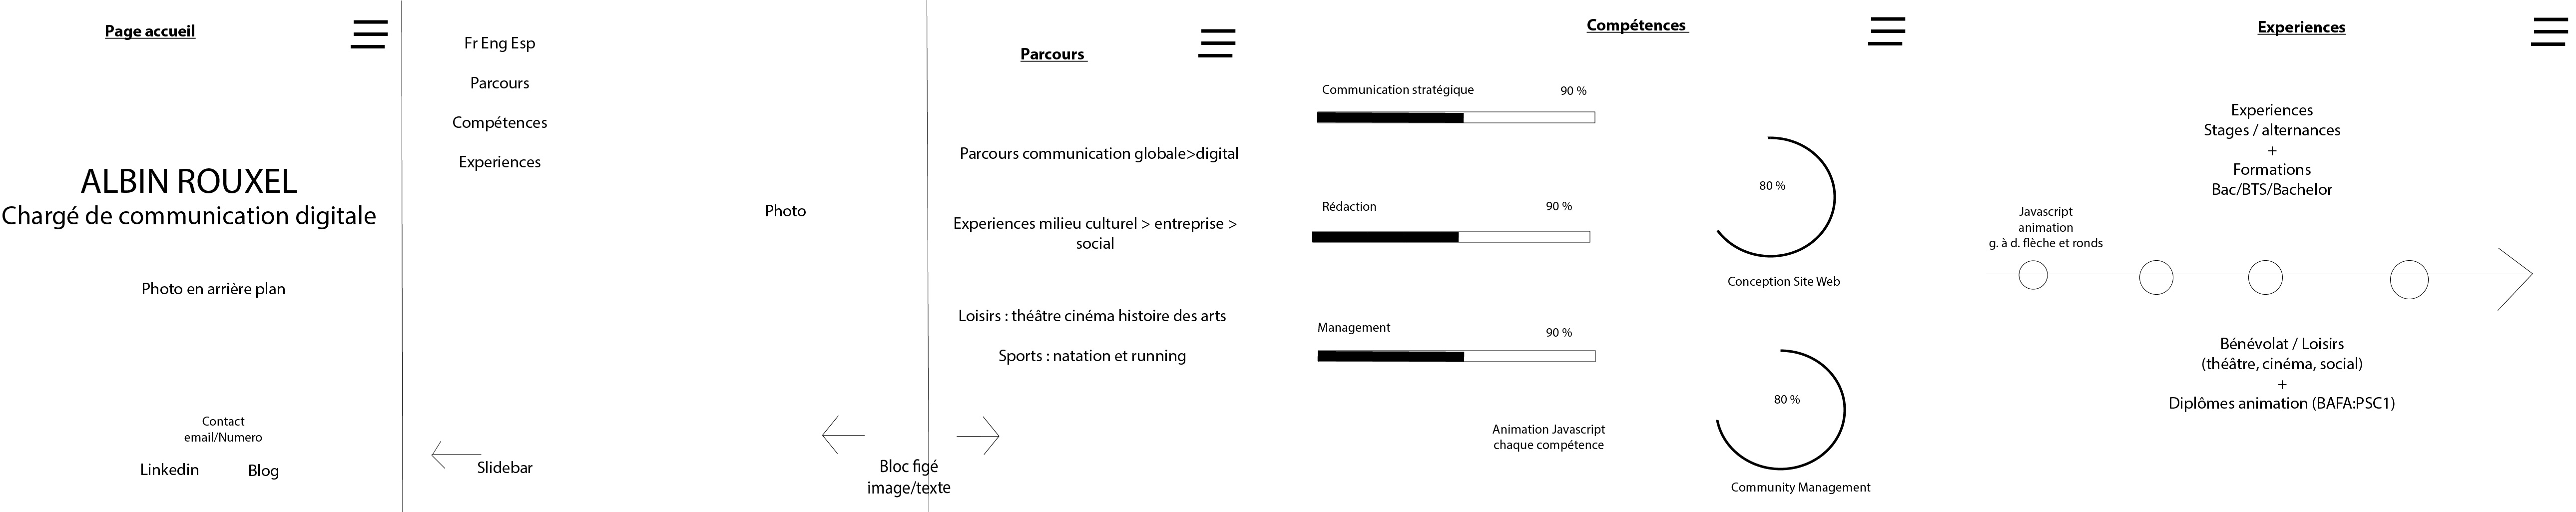 Page accueil
ALBIN ROUXEL
Chargé de communication digitale
Photo en arrière plan
Contact
email/Numero
Linkedin
Blog
Fr Eng Esp
Parcours
Compétences
Experiences
Slidebar
Photo
Bloc figé
image/texte
Parcours
Parcours communication globale>digital
Experiences milieu culturel > entreprise >
social
Loisirs : théâtre cinéma histoire des arts
Sports : natation et running
Compétences
Communication stratégique
90 %
Rédaction
90 %
Management
90 %
Animation Javascript
chaque compétence
80 %
Conception Site Web
80 %
Community Management
Experiences
Experiences
Stages / alternances
+
Formations
Bac/BTS/Bachelor
Javascript
animation
g. à d. flèche et ronds
Bénévolat / Loisirs
(théâtre, cinéma, social)
+
Diplômes animation (BAFA:PSC1)